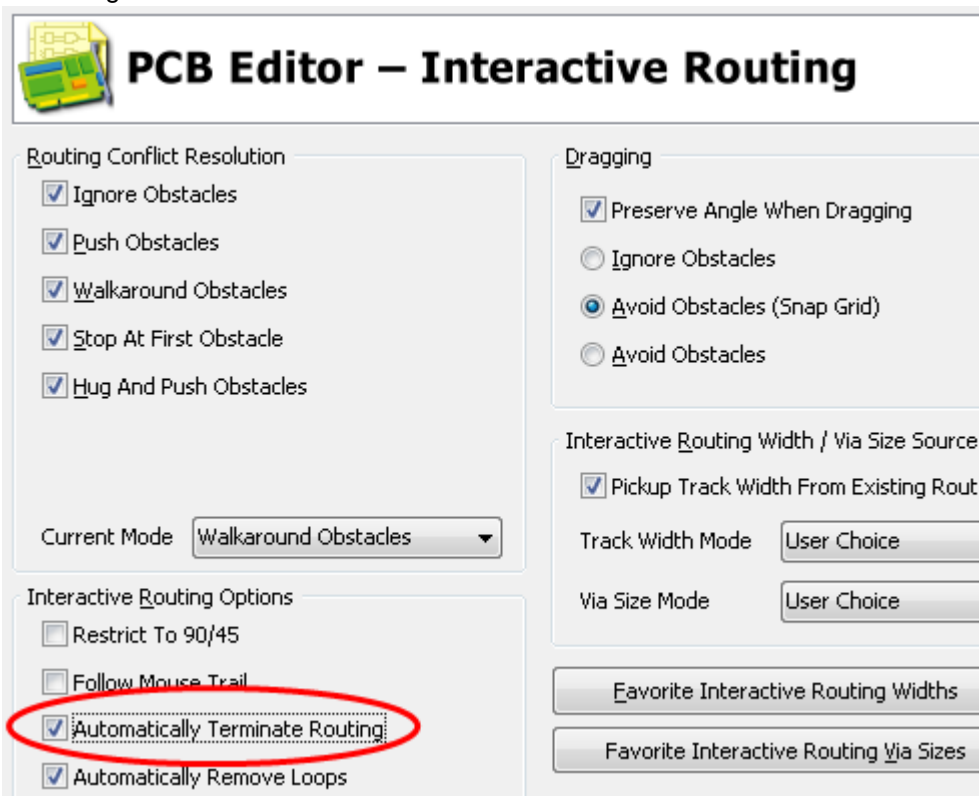 PCB Editor – Interactive Routing
Routing Conflict Resolution
Ignore Obstacles
Push Obstacles
Walkaround Obstacles
Stop At First Obstacle
Hug And Push Obstacles
Current Mode Walkaround Obstacles
Interactive Routing Options
Restrict To 90/45
Follow Mouse Trail
Automatically Terminate Routing
Automatically Remove Loops
Dragging
Preserve Angle When Dragging
Ignore Obstacles
Avoid Obstacles (Snap Grid)
Avoid Obstacles
Interactive Routing Width / Via Size Source
Pickup Track Width From Existing Rout
Track Width Mode User Choice
Via Size Mode User Choice
Favorite Interactive Routing Widths
Favorite Interactive Routing Via Sizes